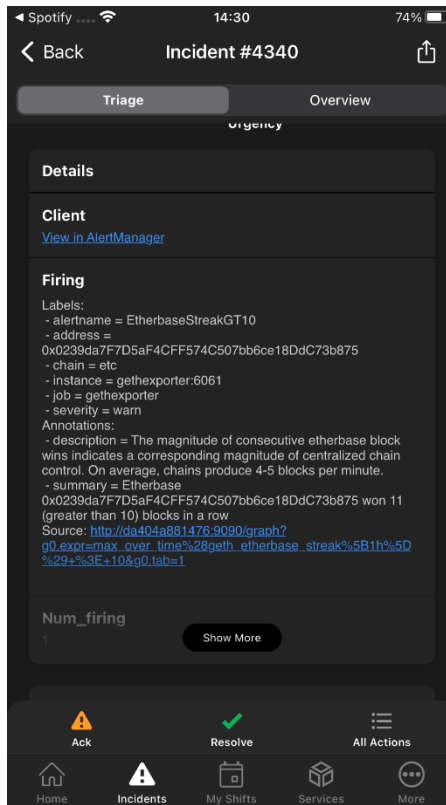 ◀ Spotify .... 14:30 74%
Back Incident #4340
Triage Overview
Urgency
Details
Client
View in AlertManager
Firing
Labels:
- alertname = EtherbaseStreakGT10
- address =
0x0239da7F7D5aF4CFF574C507bb6ce18DdC73b875
- chain = etc
- instance = gethexporter:6061
- job = gethexporter
- severity = warn
Annotations:
- description = The magnitude of consecutive etherbase block
wins indicates a corresponding magnitude of centralized chain
control. On average, chains produce 4-5 blocks per minute.
- summary = Etherbase
0x0239da7F7D5aF4CFF574C507bb6ce18DdC73b875 won 11
(greater than 10) blocks in a row
Source: http://da404a881476:9090/graph?
g0.expr=max_over_time%28geth_etherbase_streak%5B1h%5D
%29+%3E+10&g0.tab=1
Num_firing
1
Show More
Ack Resolve All Actions
Home Incidents My Shifts Services More